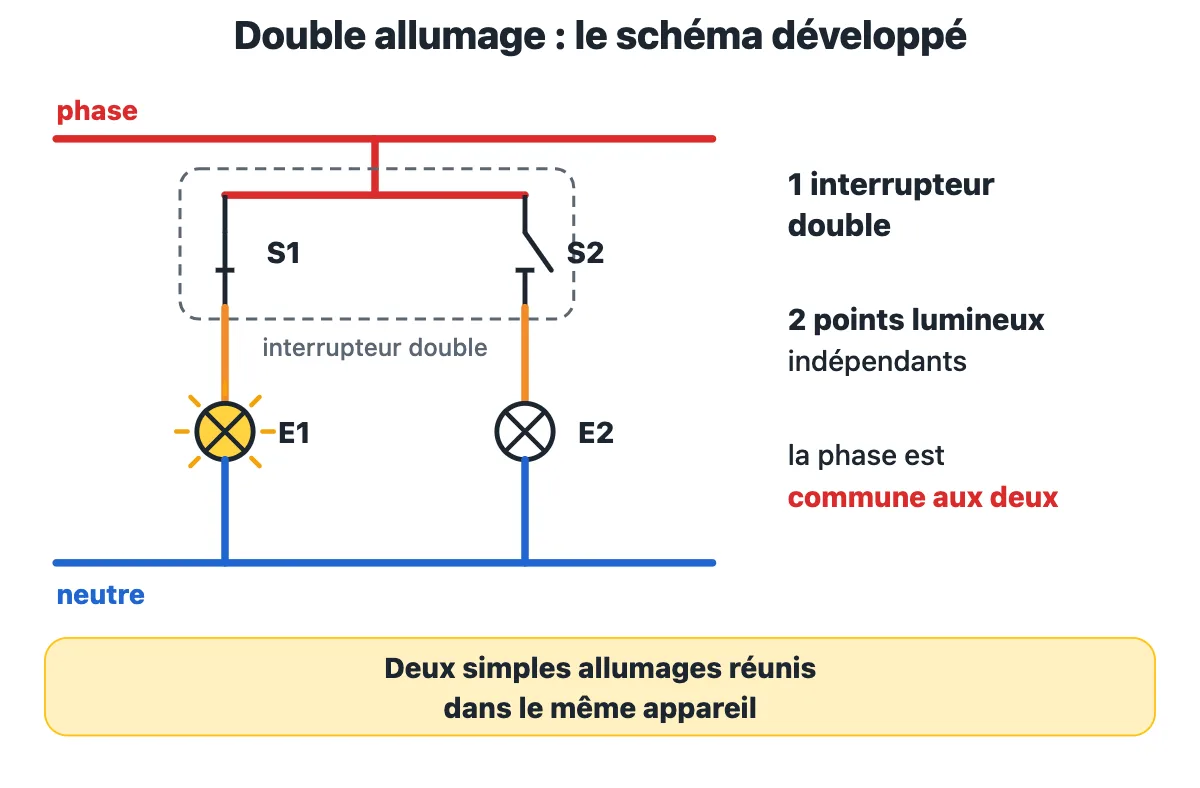 Double allumage : le schéma développé
phase
1 interrupteur
double
S1
S2
interrupteur double
2 points lumineux
indépendants
E1
E2
la phase est
commune aux deux
neutre
Deux simples allumages réunis
dans le même appareil